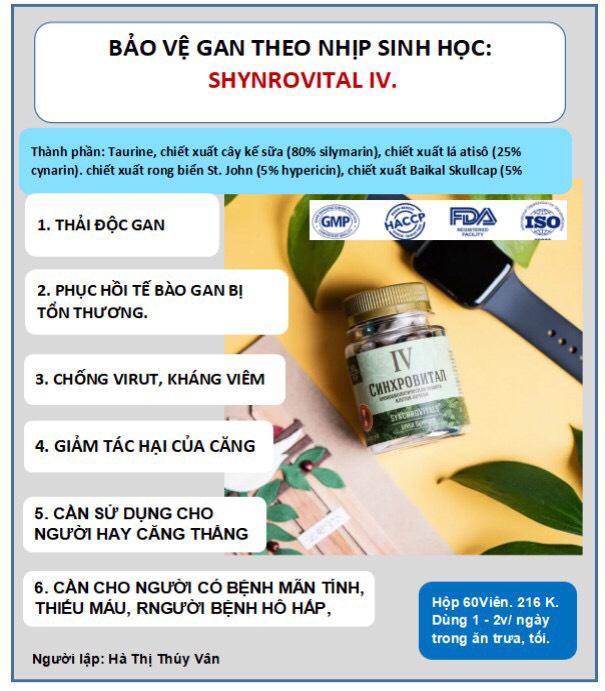 BẢO VỆ GAN THEO NHỊP SINH HỌC:
SHYNROVITAL IV.
Thành phần: Taurine, chiết xuất cây kế sữa (80% silymarin), chiết xuất lá atisô (25%
cynarin). chiết xuất rong biển St. John (5% hypericin), chiết xuất Baikal Skullcap (5%
GMP
HACCP
FDA
REGISTERED
FACILITY
ISO
1. THẢI ĐỘC GAN
2. PHỤC HỒI TẾ BÀO GAN BỊ
TỔN THƯƠNG.
3. CHỐNG VIRUT, KHÁNG VIÊM
IV
СИНХРОВИТАЛ
SYNCHROVITALS
4. GIẢM TÁC HẠI CỦA CĂNG
5. CẦN SỬ DỤNG CHO
NGƯỜI HAY CĂNG THẲNG
6. CẦN CHO NGƯỜI CÓ BỆNH MÃN TÍNH,
THIẾU MÁU, RNGƯỜI BỆNH HÔ HẤP,
Hộp 60Viên. 216 K.
Dùng 1 - 2v/ ngày
trong ăn trưa, tối.
Người lập: Hà Thị Thúy Vân